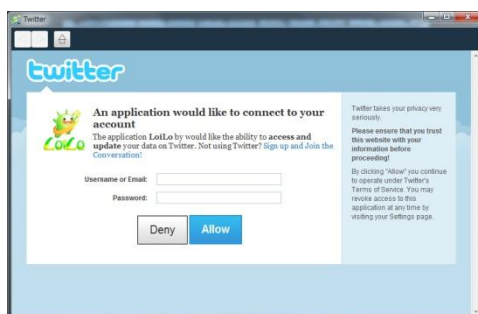 Twitter
twitter
An application would like to connect to your
account
The application LoiLo by would like the ability to access and
update your data on Twitter. Not using Twitter? Sign up and Join the
Conversation!
LoiLo
Username or Email:
Password:
Deny
Allow
Twitter takes your privacy very
seriously.
Please ensure that you trust
this website with your
information before
proceeding!
By clicking "Allow" you continue
to operate under Twitter's
Terms of Service. You may
revoke access to this
application at any time by
visiting your Settings page.